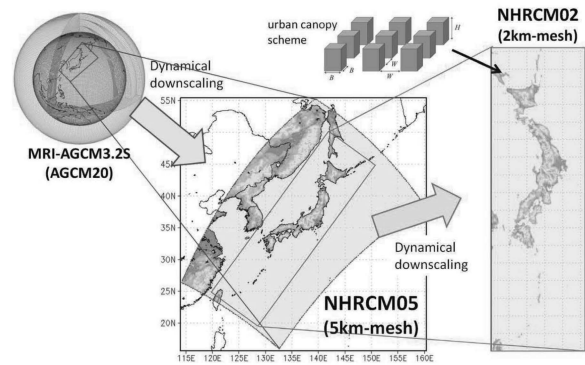 urban canopy
scheme
H
B
B
W
W
NHRCM02
(2km-mesh)
Dynamical
downscaling
MRI-AGCM3.2S
(AGCM20)
55N
50N
45N
40N
35N
30N
25N
20N
Dynamical
downscaling
NHRCM05
(5km-mesh)
115E 120E 125E 130E 135E 140E 145E 150E 155E 160E